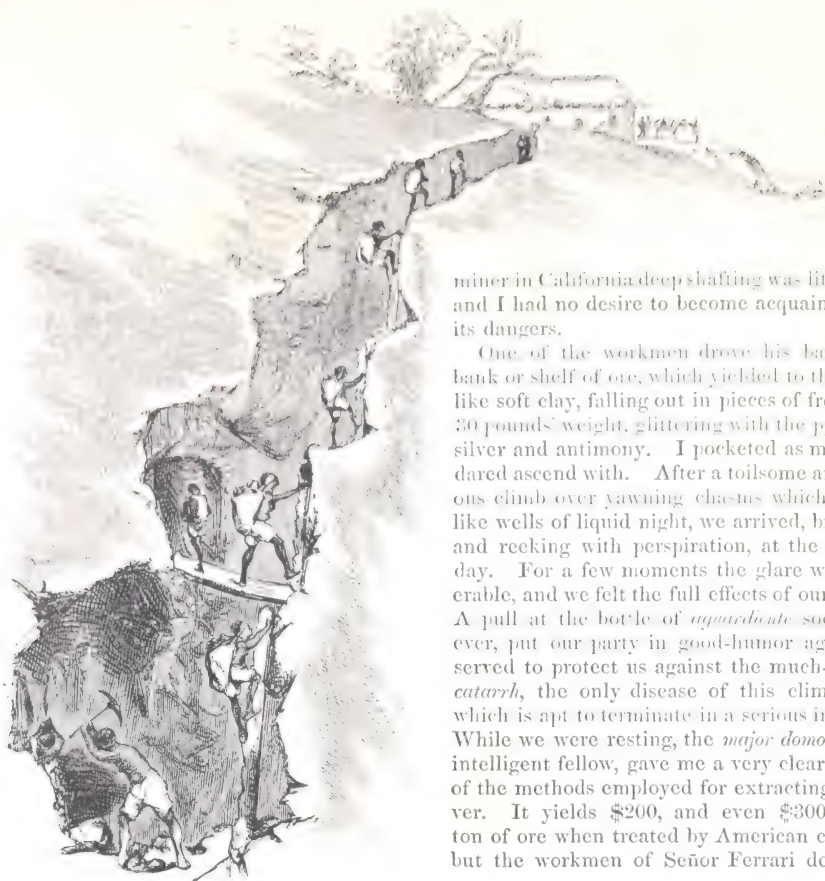 miner in California deep shafting was lit
and I had no desire to become acquain
its dangers.
One of the workmen drove his ba
bank or shelf of ore, which yielded to th
like soft clay, falling out in pieces of fr
30 pounds' weight, glittering with the p
silver and antimony. I pocketed as m
dared ascend with. After a toilsome a
ous climb over yawning chasms which
like wells of liquid night, we arrived, b
and reeking with perspiration, at the
day. For a few moments the glare w
erable, and we felt the full effects of our
A pull at the bottle of aguardiente soo
ever, put our party in good-humor ag
served to protect us against the much-
catarrh, the only disease of this clim
which is apt to terminate in a serious in
While we were resting, the major domo
intelligent fellow, gave me a very clear
of the methods employed for extracting
ver. It yields $200, and even $300
ton of ore when treated by American c
but the workmen of Señor Ferrari do